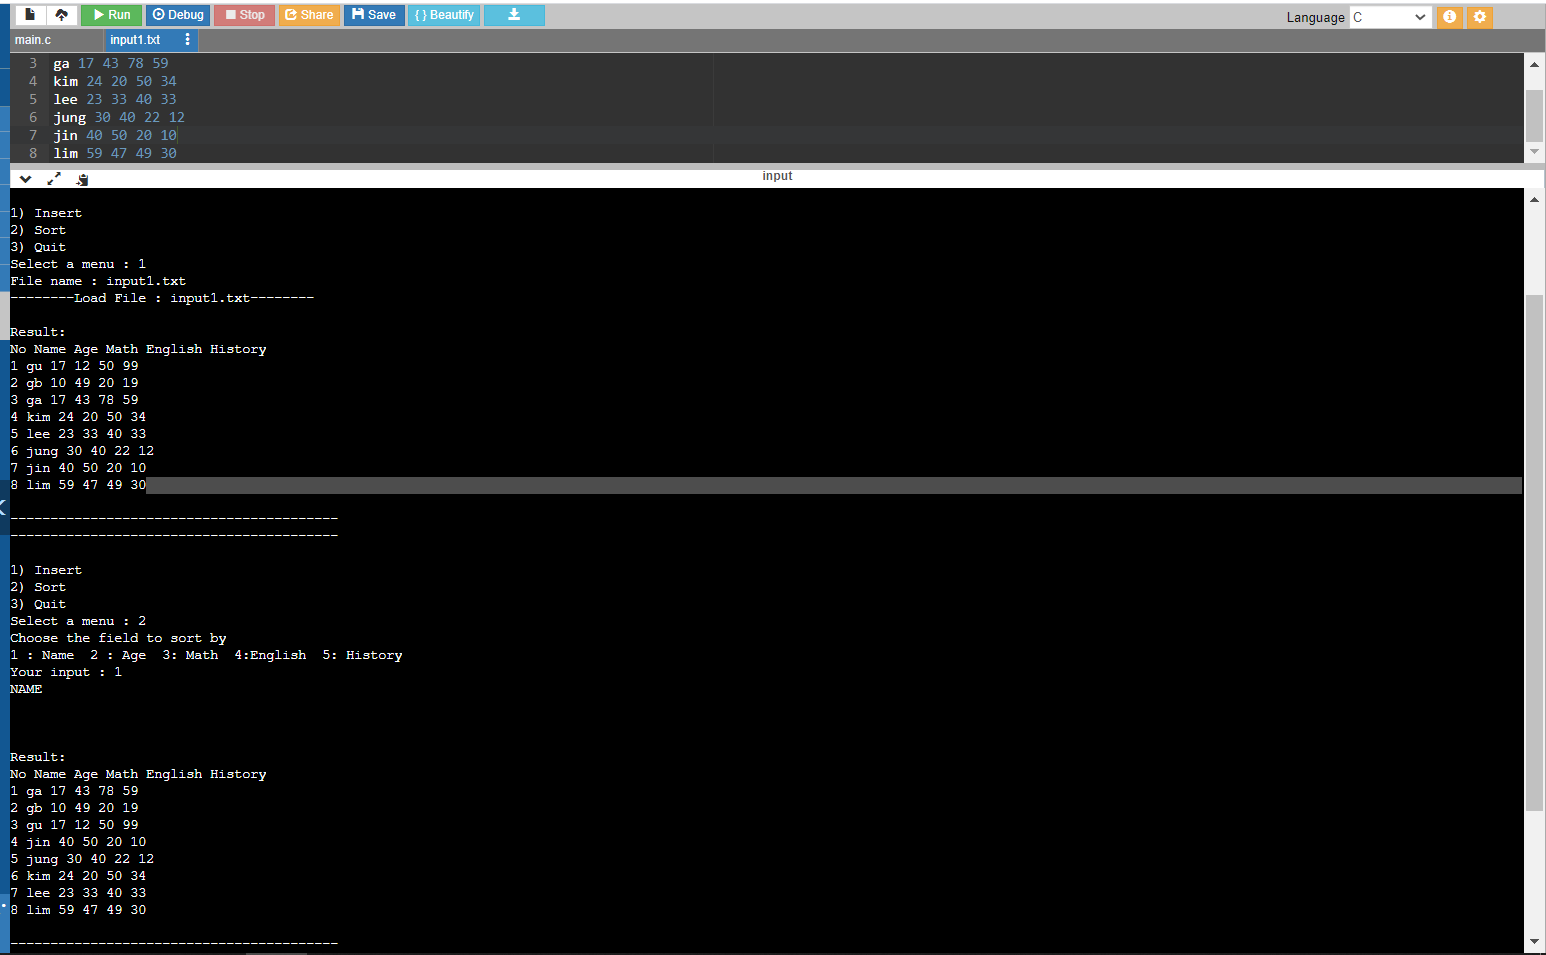 Run Debug Stop Share Save { } Beautify Language C
main.c input1.txt
3 ga 17 43 78 59
4 kim 24 20 50 34
5 lee 23 33 40 33
6 jung 30 40 22 12
7 jin 40 50 20 10
8 lim 59 47 49 30
input
1) Insert
2) Sort
3) Quit
Select a menu : 1
File name : input1.txt
--------Load File : input1.txt--------
Result:
No Name Age Math English History
1 gu 17 12 50 99
2 gb 10 49 20 19
3 ga 17 43 78 59
4 kim 24 20 50 34
5 lee 23 33 40 33
6 jung 30 40 22 12
7 jin 40 50 20 10
8 lim 59 47 49 30
-----------------------------------------
-----------------------------------------
1) Insert
2) Sort
3) Quit
Select a menu : 2
Choose the field to sort by
1 : Name  2 : Age  3: Math  4:English  5: History
Your input : 1
NAME
Result:
No Name Age Math English History
1 ga 17 43 78 59
2 gb 10 49 20 19
3 gu 17 12 50 99
4 jin 40 50 20 10
5 jung 30 40 22 12
6 kim 24 20 50 34
7 lee 23 33 40 33
8 lim 59 47 49 30
-----------------------------------------